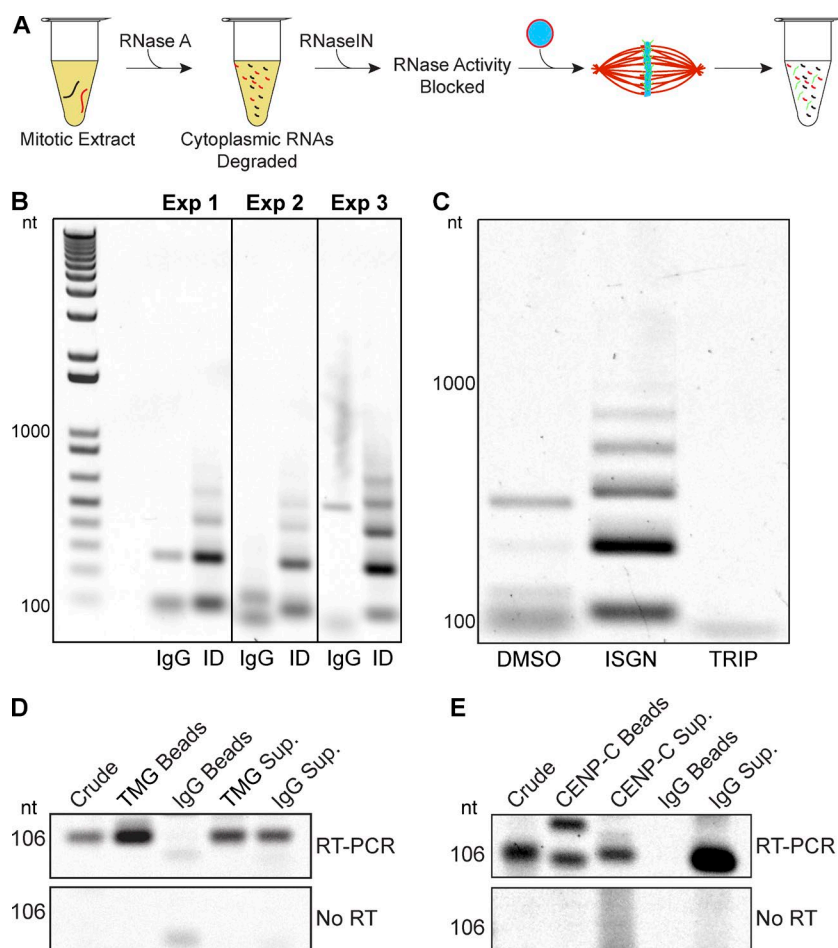 A
RNase A
RNaseIN
RNase Activity
Blocked
Mitotic Extract
Cytoplasmic RNAs
Degraded
B
Exp 1
Exp 2
Exp 3
nt
1000
100
IgG
ID
IgG
ID
IgG
ID
C
nt
1000
100
DMSO
ISGN
TRIP
D
nt
Crude
TMG Beads
IgG Beads
TMG Sup.
IgG Sup.
106
RT-PCR
106
No RT
E
nt
Crude
CENP-C Beads
CENP-C Sup.
IgG Beads
IgG Sup.
106
RT-PCR
106
No RT